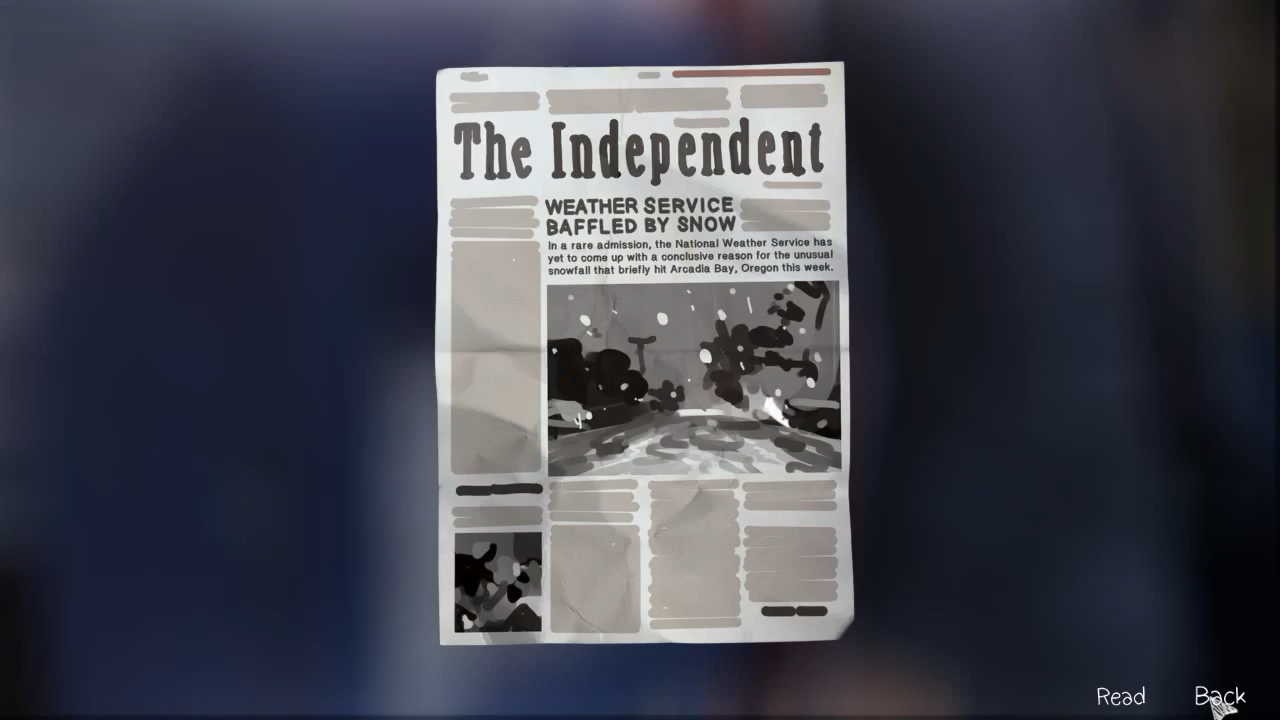 The Independent
WEATHER SERVICE
BAFFLED BY SNOW
In a rare admission, the National Weather Service has
yet to come up with a conclusive reason for the unusual
snowfall that briefly hit Arcadia Bay, Oregon this week.
Read Back